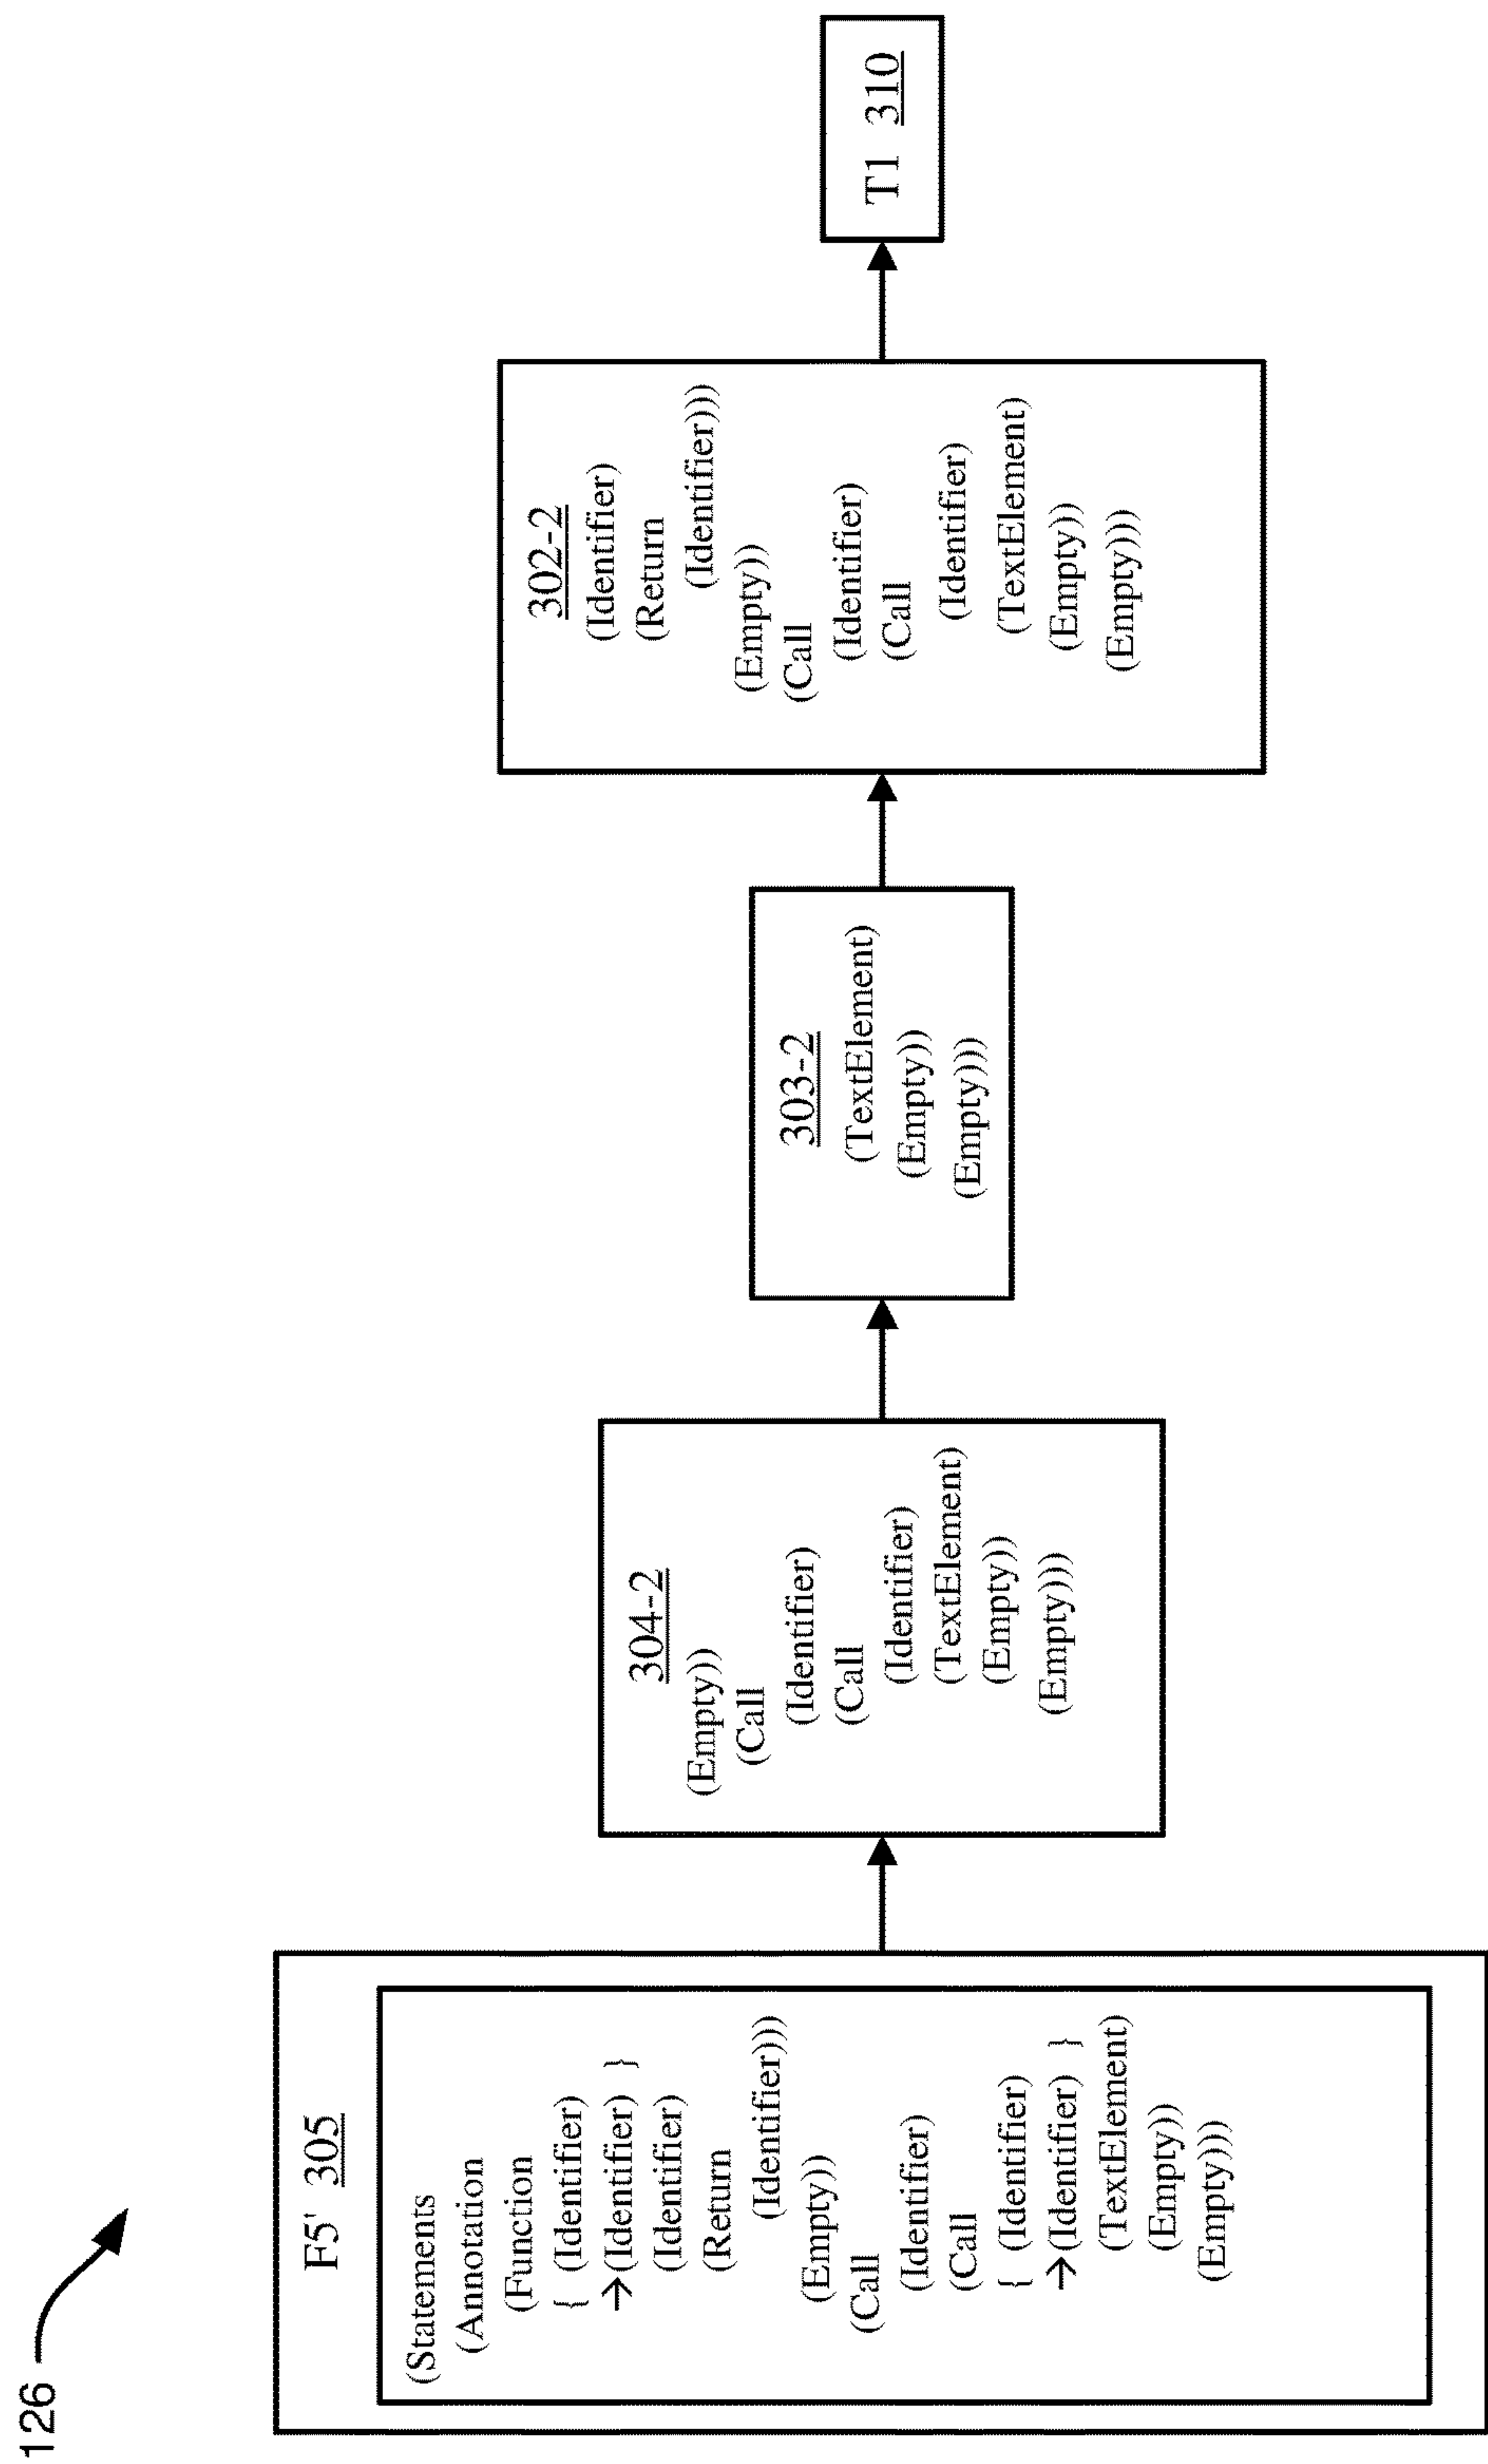 126
F5' 305
(Statements
(Annotation
(Function
{ (Identifier)
→(Identifier) }
(Identifier)
(Return
(Identifier)))
(Empty))
(Call
(Identifier)
(Call
{ (Identifier)
→(Identifier) }
(TextElement)
(Empty))
(Empty)))
304-2
(Empty))
(Call
(Identifier)
(Call
(Identifier)
(TextElement)
(Empty))
(Empty)))
303-2
(TextElement)
(Empty))
(Empty)))
302-2
(Identifier)
(Return
(Identifier)))
(Empty))
(Call
(Identifier)
(Call
(Identifier)
(TextElement)
(Empty))
(Empty)))
T1 310